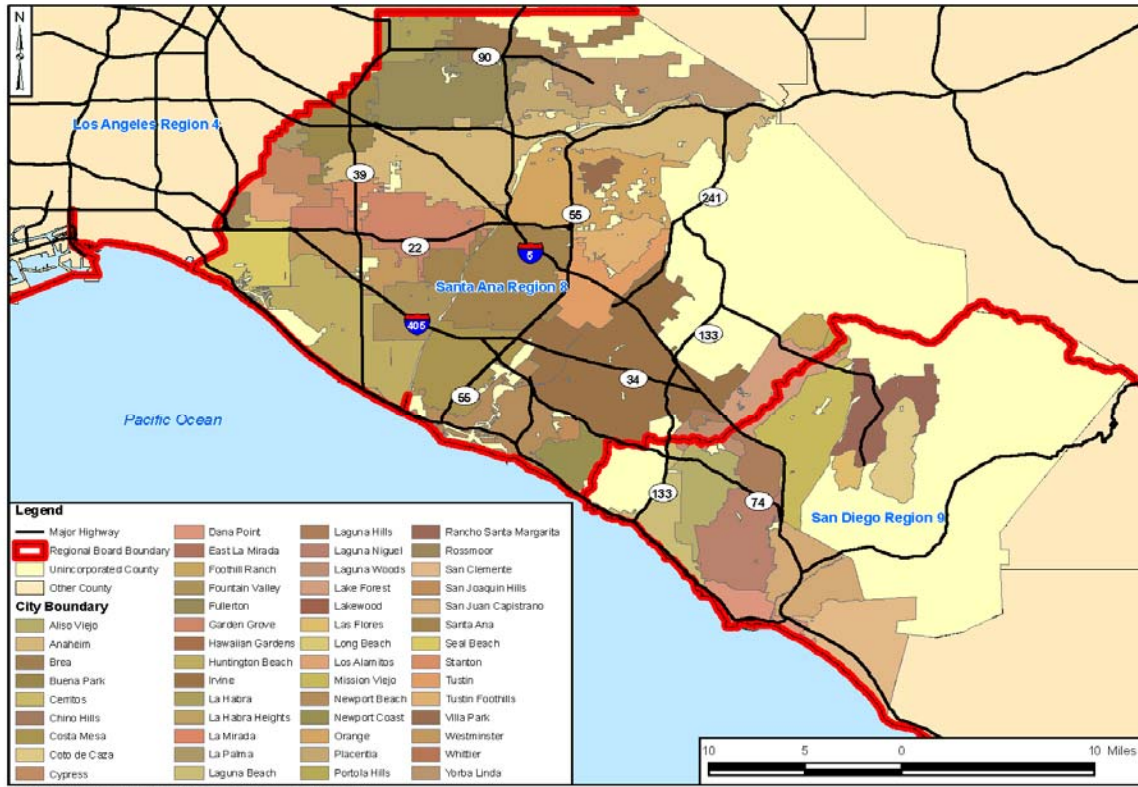 N
90
Los Angeles Region 4
39
241
55
22
5
Santa Ana Region 8
405
133
34
55
Pacific Ocean
133
74
San Diego Region 9
Legend
Major Highway
Regional Board Boundary
Unincorporated County
Other County
City Boundary
Aliso Viejo
Anaheim
Brea
Buena Park
Cerritos
Chino Hills
Costa Mesa
Coto de Caza
Cypress
Dana Point
East La Mirada
Foothill Ranch
Fountain Valley
Fullerton
Garden Grove
Hawaiian Gardens
Huntington Beach
Irvine
La Habra
La Habra Heights
La Mirada
La Palma
Laguna Beach
Laguna Hills
Laguna Niguel
Laguna Woods
Lake Forest
Lakewood
Las Flores
Long Beach
Los Alamitos
Mission Viejo
Newport Beach
Newport Coast
Orange
Placentia
Portola Hills
Rancho Santa Margarita
Rossmoor
San Clemente
San Joaquin Hills
San Juan Capistrano
Santa Ana
Seal Beach
Stanton
Tustin
Tustin Foothills
Villa Park
Westminster
Whittier
Yorba Linda
10 5 0 10 Miles